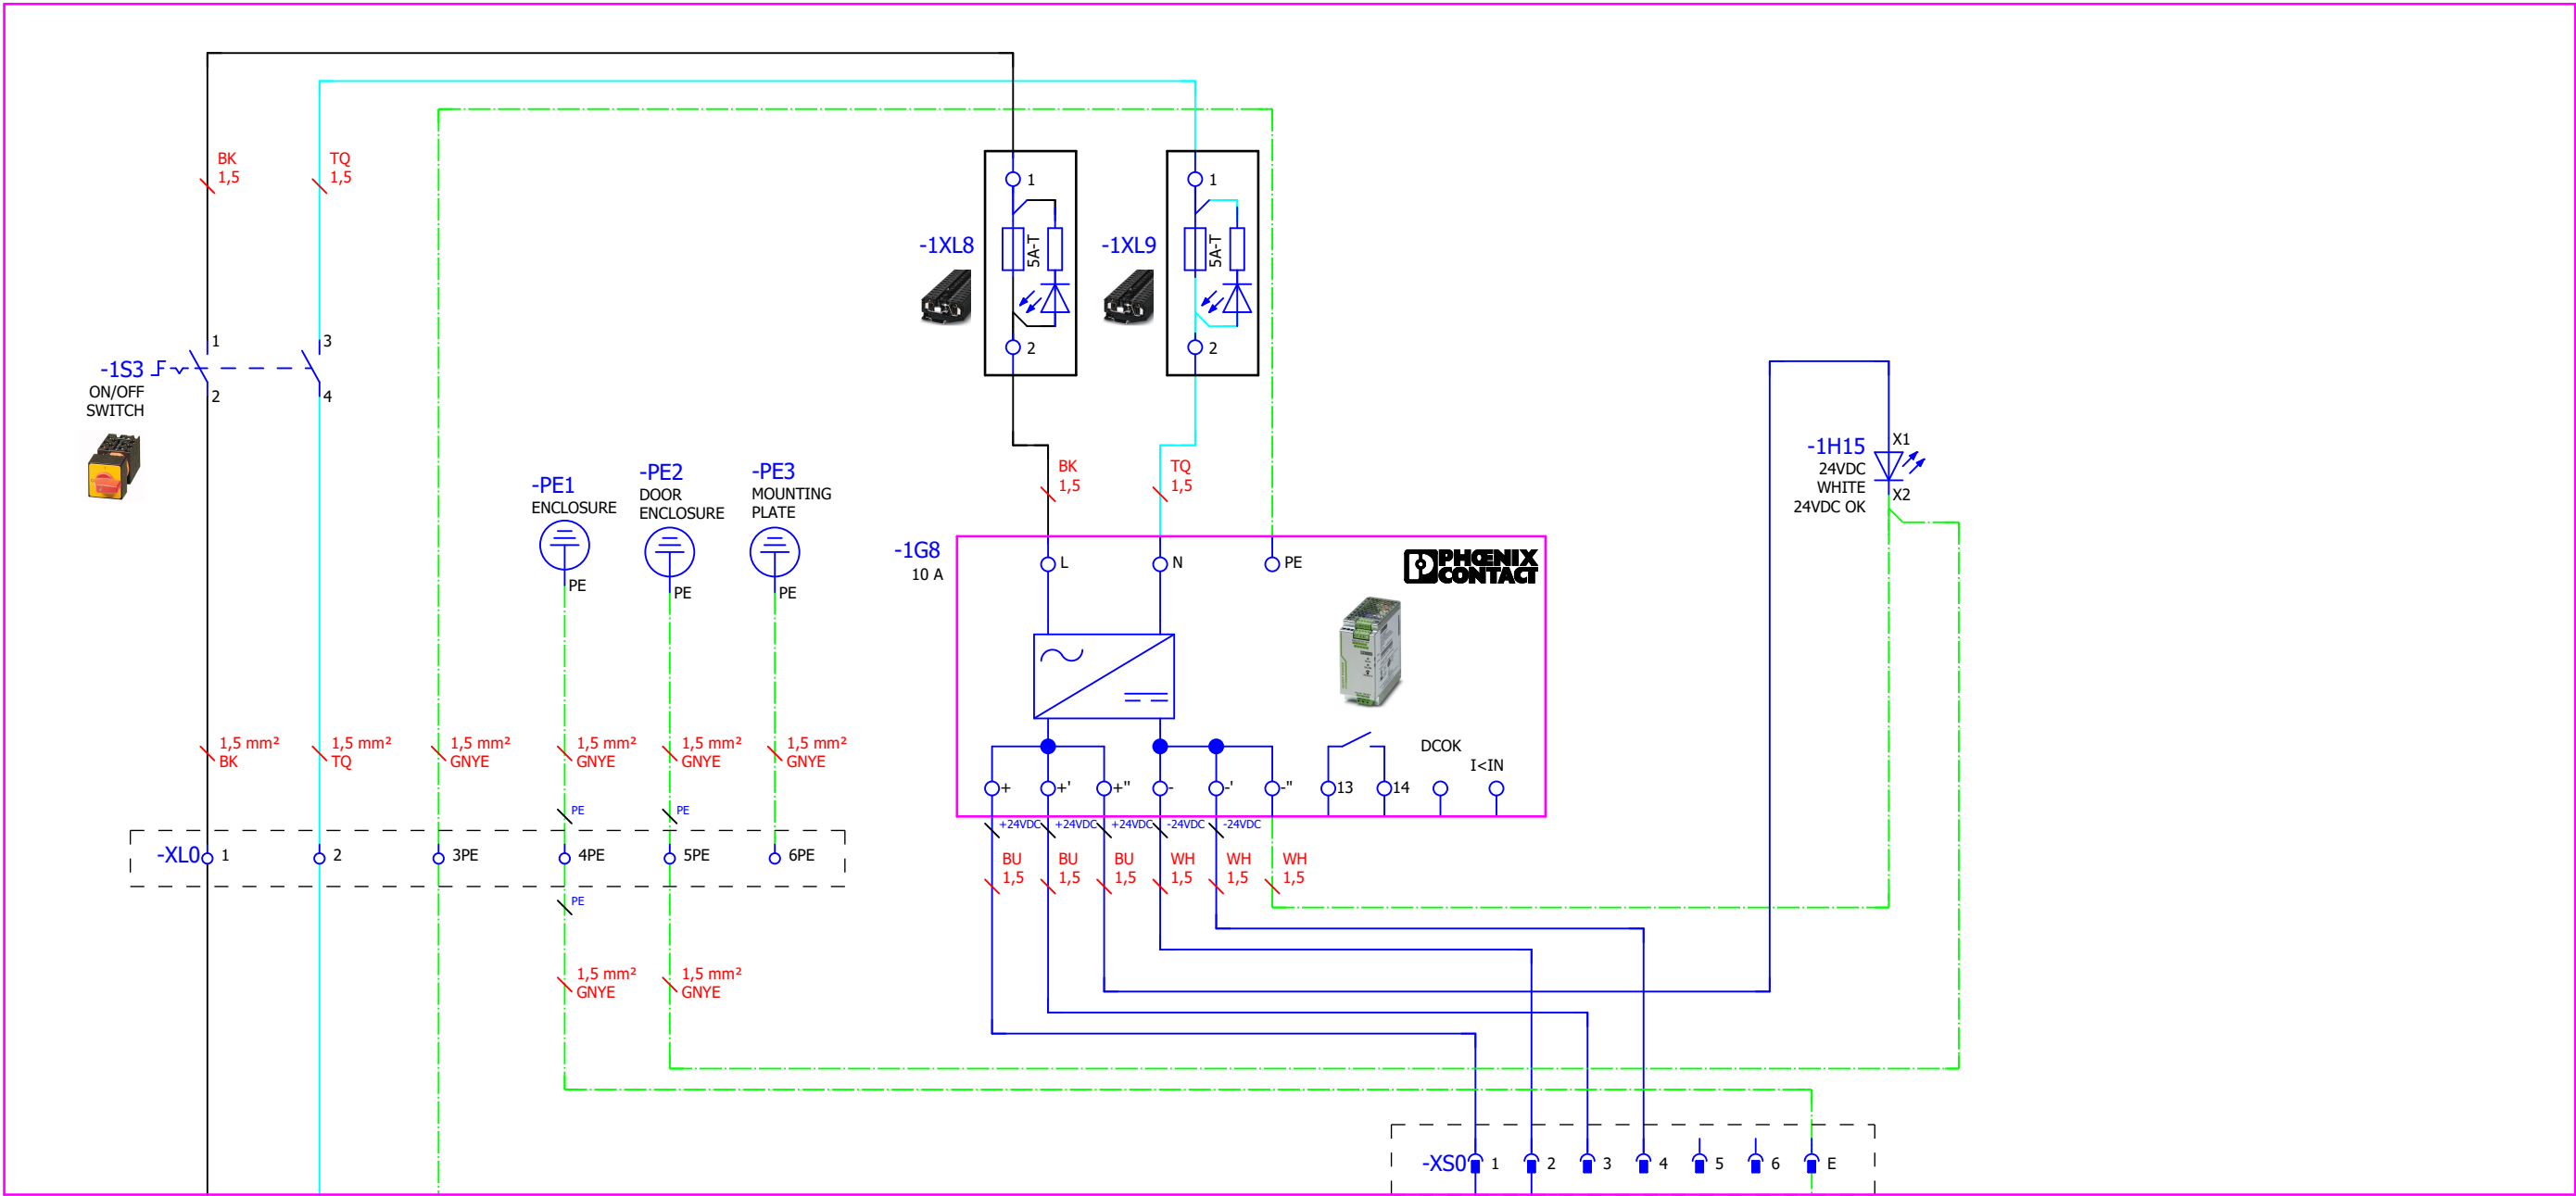 BK
1,5
TQ
1,5
-1XL8
1
5A-T
2
-1XL9
1
5A-T
2
-1S3
ON/OFF
SWITCH
1
2
3
4
-PE1
ENCLOSURE
PE
-PE2
DOOR
ENCLOSURE
PE
-PE3
MOUNTING
PLATE
PE
BK
1,5
TQ
1,5
-1H15
24VDC
WHITE
24VDC OK
X1
X2
-1G8
10 A
L
N
PE
PHŒNIX
CONTACT
1,5 mm²
BK
1,5 mm²
TQ
1,5 mm²
GNYE
1,5 mm²
GNYE
1,5 mm²
GNYE
1,5 mm²
GNYE
DCOK
I<IN
+
+'
+"
-
-'
-"
13
14
PE
PE
+24VDC
+24VDC
+24VDC
-24VDC
-24VDC
-XL0
1
2
3PE
4PE
5PE
6PE
BU
1,5
BU
1,5
BU
1,5
WH
1,5
WH
1,5
WH
1,5
PE
1,5 mm²
GNYE
1,5 mm²
GNYE
-XS0
1
2
3
4
5
6
E